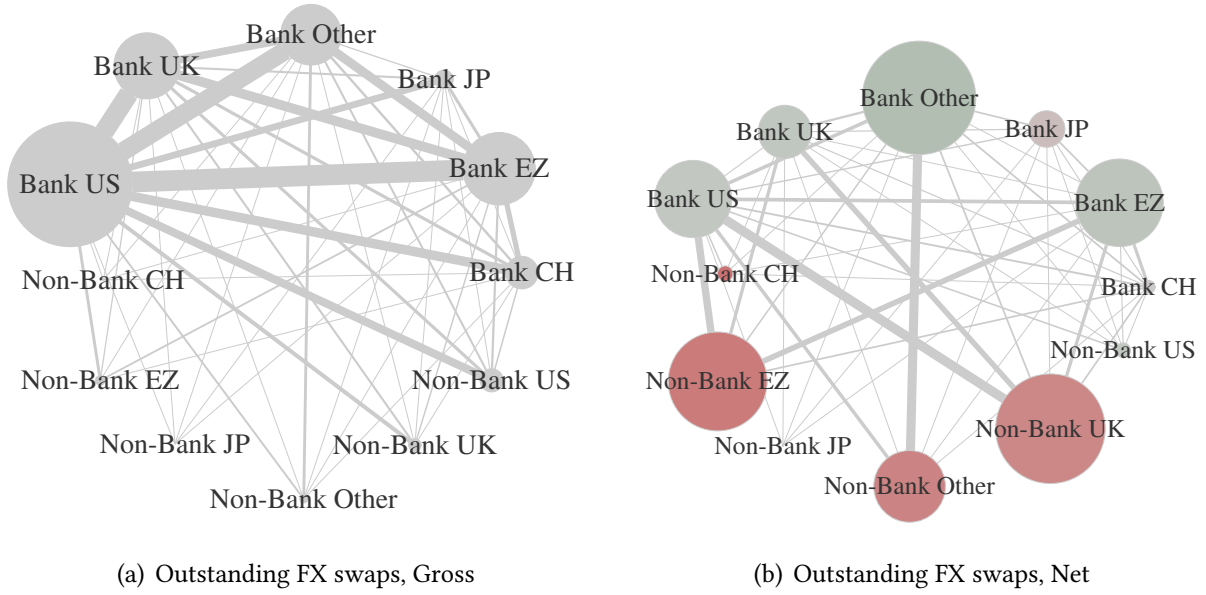 Bank Other
Bank UK
Bank JP
Bank EZ
Bank US
Bank CH
Non-Bank CH
Non-Bank EZ
Non-Bank US
Non-Bank JP
Non-Bank UK
Non-Bank Other
(a) Outstanding FX swaps, Gross
Bank Other
Bank UK
Bank JP
Bank US
Bank EZ
Non-Bank CH
Bank CH
Non-Bank US
Non-Bank EZ
Non-Bank UK
Non-Bank JP
Non-Bank Other
(b) Outstanding FX swaps, Net